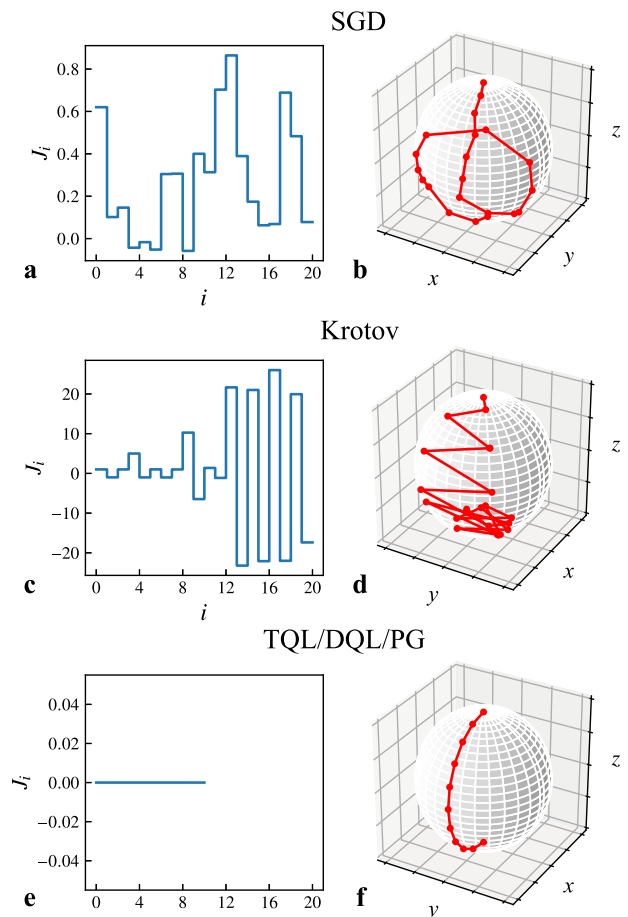 SGD
0.8
0.6
0.4
0.2
0.0
J_i
0 4 8 12 16 20
i
a
z
y
x
b
Krotov
20
10
0
−10
−20
J_i
0 4 8 12 16 20
i
c
z
x
y
d
TQL/DQL/PG
0.04
0.02
0.00
−0.02
−0.04
J_i
0 4 8 12 16 20
e
z
x
y
f